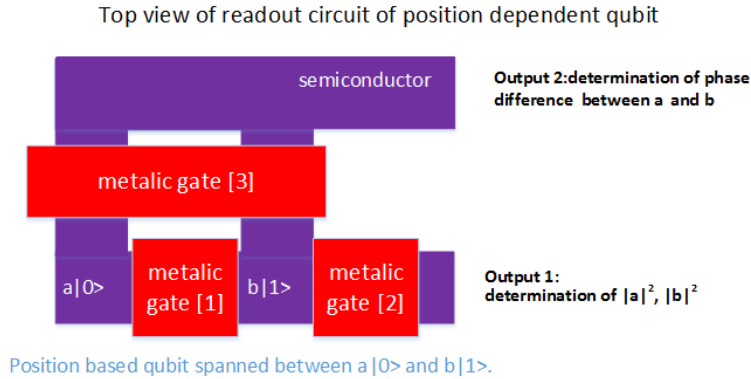 Top view of readout circuit of position dependent qubit
semiconductor
Output 2:determination of phase
difference between a and b
metalic gate [3]
a|0>
metalic
gate [1]
b|1>
metalic
gate [2]
Output 1:
determination of |a|², |b|²
Position based qubit spanned between a|0> and b|1>.